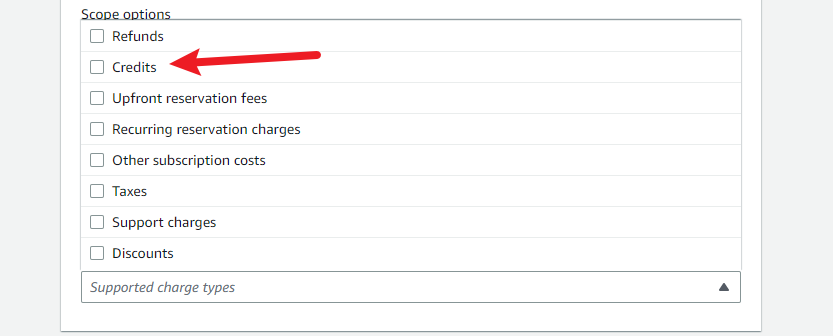 Scope options
Refunds
Credits
Upfront reservation fees
Recurring reservation charges
Other subscription costs
Taxes
Support charges
Discounts
Supported charge types